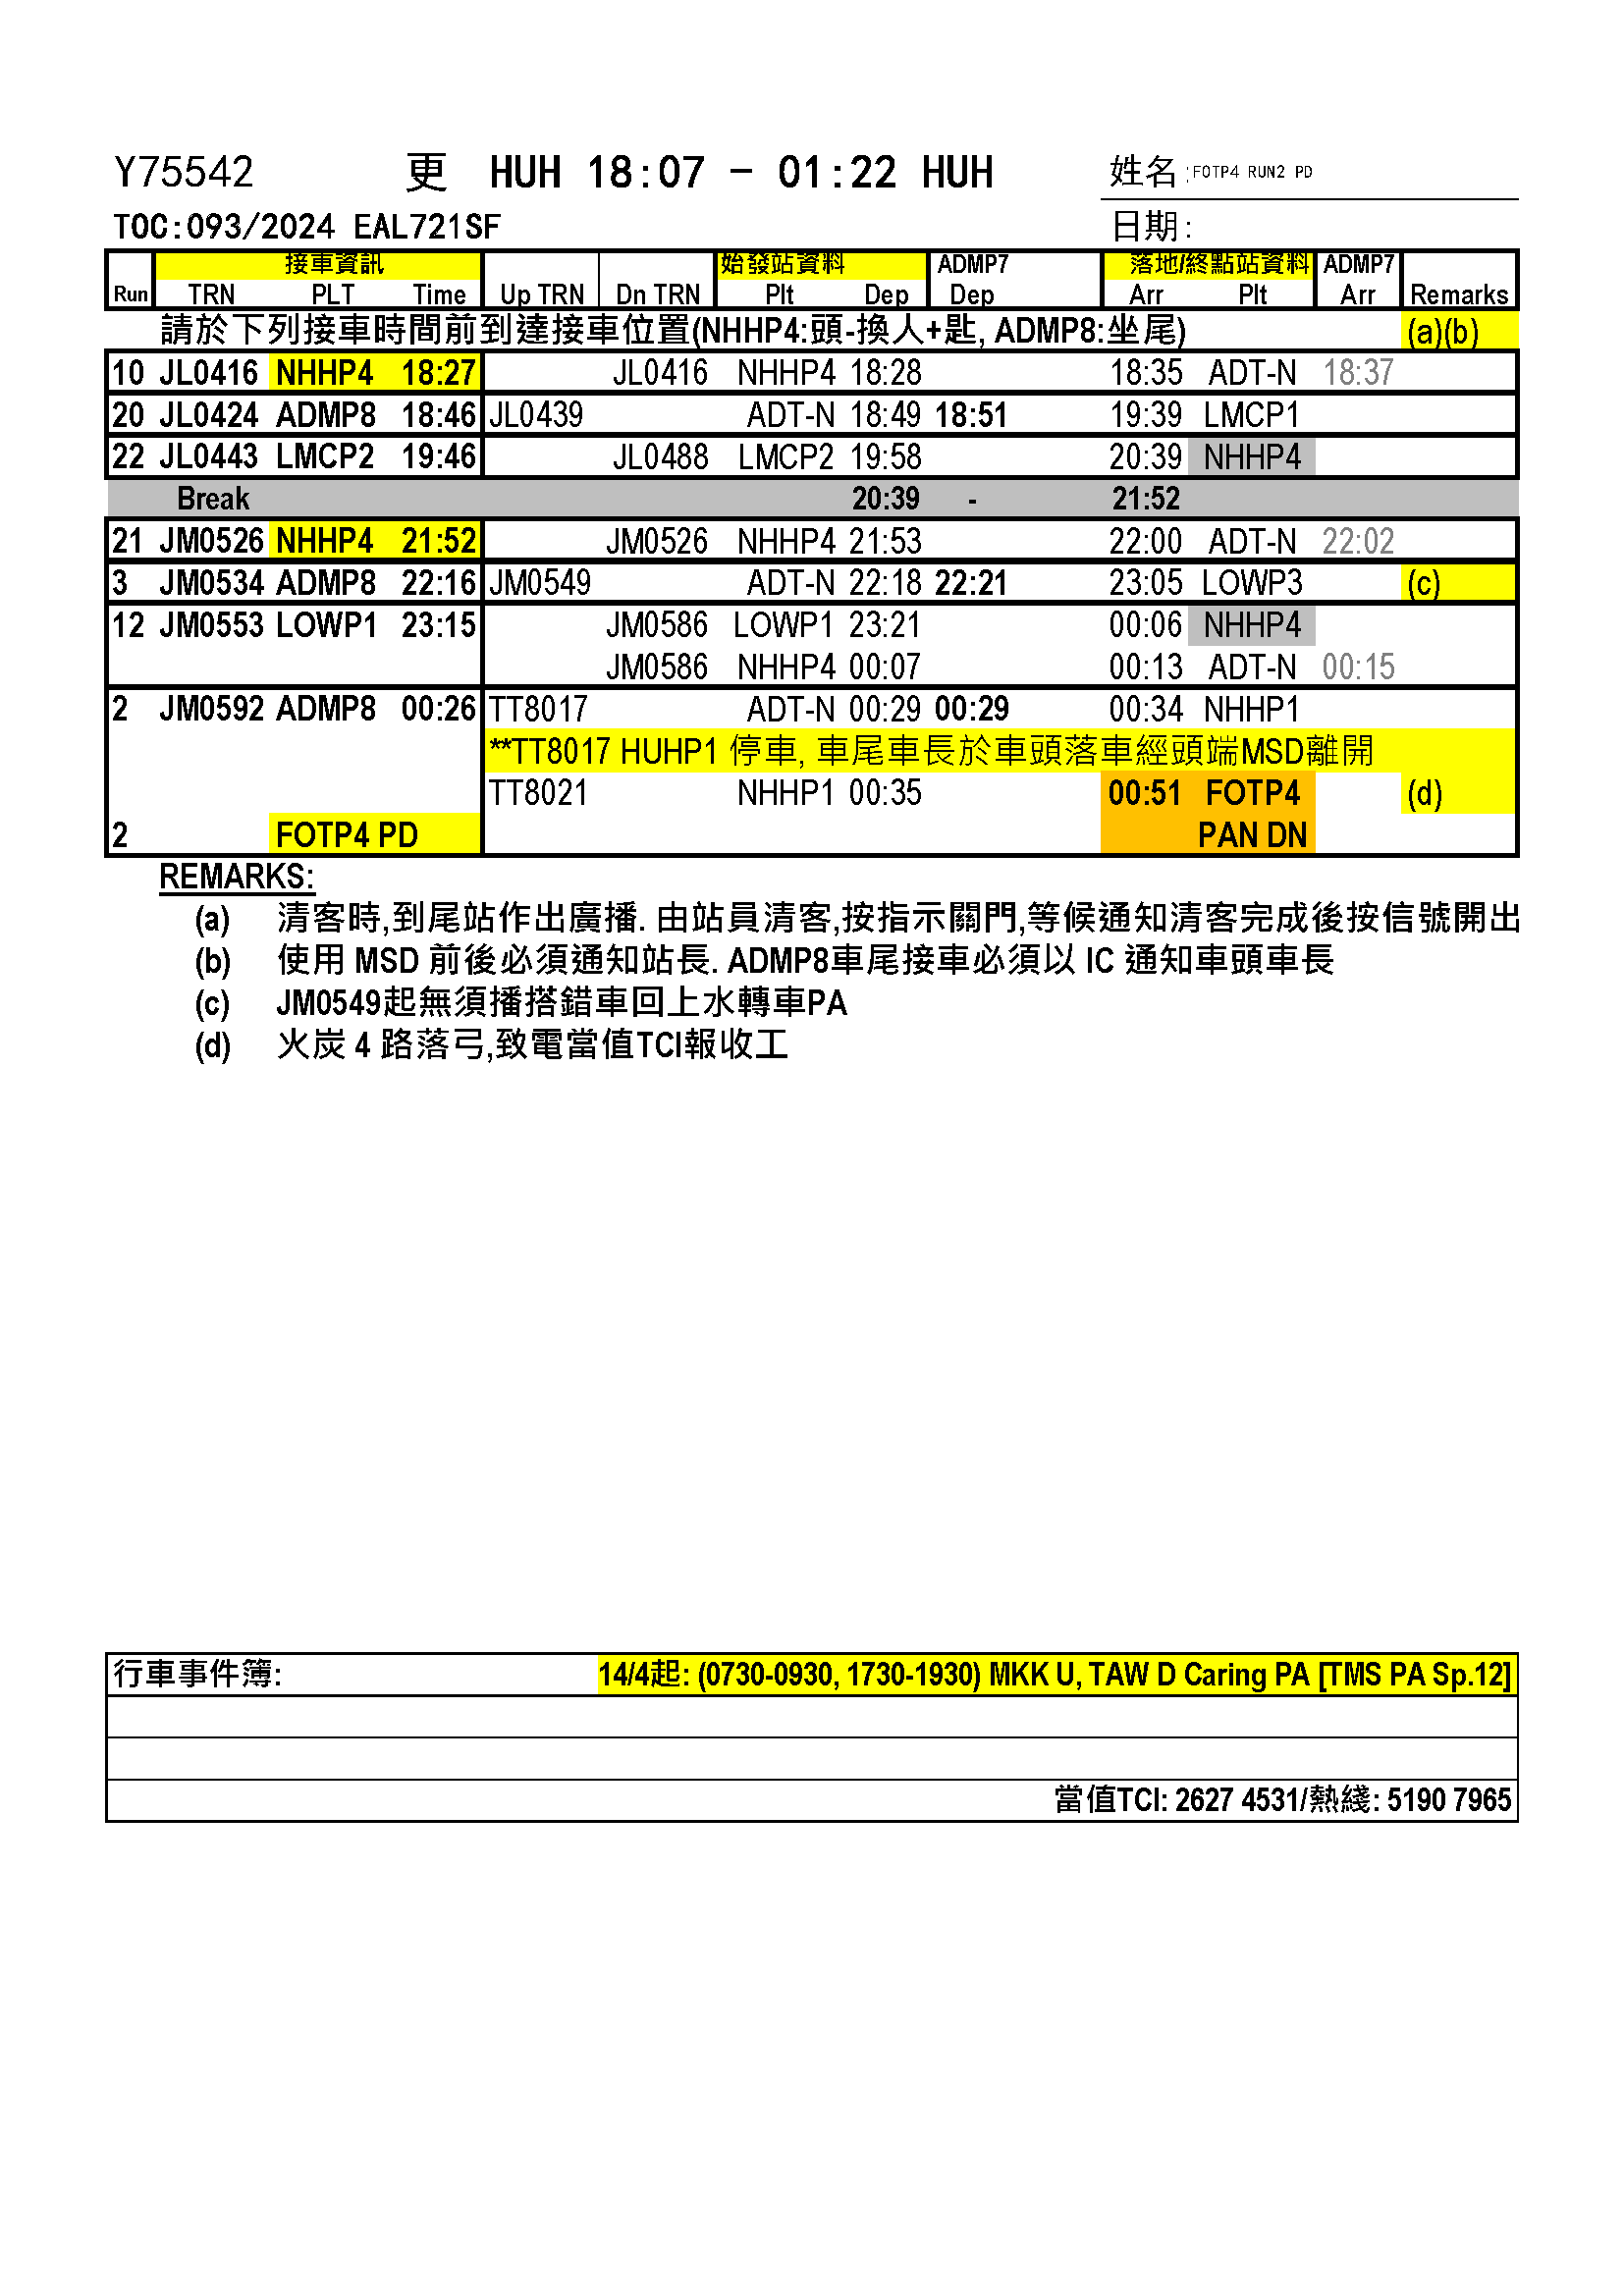 Y75542 更 HUH 18:07 - 01:22 HUH 姓名:FOTP4 RUN2 PD
TOC:093/2024 EAL721SF 日期:
接車資訊 始發站資料 ADMP7 落地/終點站資料 ADMP7
Run TRN PLT Time Up TRN Dn TRN Plt Dep Dep Arr Plt Arr Remarks
請於下列接車時間前到達接車位置(NHHP4:頭-換人+匙, ADMP8:坐尾) (a)(b)
10 JL0416 NHHP4 18:27 JL0416 NHHP4 18:28 18:35 ADT-N 18:37
20 JL0424 ADMP8 18:46 JL0439 ADT-N 18:49 18:51 19:39 LMCP1
22 JL0443 LMCP2 19:46 JL0488 LMCP2 19:58 20:39 NHHP4
Break 20:39 - 21:52
21 JM0526 NHHP4 21:52 JM0526 NHHP4 21:53 22:00 ADT-N 22:02
3 JM0534 ADMP8 22:16 JM0549 ADT-N 22:18 22:21 23:05 LOWP3 (c)
12 JM0553 LOWP1 23:15 JM0586 LOWP1 23:21 00:06 NHHP4
JM0586 NHHP4 00:07 00:13 ADT-N 00:15
2 JM0592 ADMP8 00:26 TT8017 ADT-N 00:29 00:29 00:34 NHHP1
**TT8017 HUHP1 停車, 車尾車長於車頭落車經頭端MSD離開
TT8021 NHHP1 00:35 00:51 FOTP4 (d)
2 FOTP4 PD PAN DN
REMARKS:
(a) 清客時,到尾站作出廣播. 由站員清客,按指示關門,等候通知清客完成後按信號開出
(b) 使用 MSD 前後必須通知站長. ADMP8車尾接車必須以 IC 通知車頭車長
(c) JM0549起無須播搭錯車回上水轉車PA
(d) 火炭 4 路落弓,致電當值TCI報收工
行車事件簿: 14/4起: (0730-0930, 1730-1930) MKK U, TAW D Caring PA [TMS PA Sp.12]
當值TCI: 2627 4531/熱綫: 5190 7965